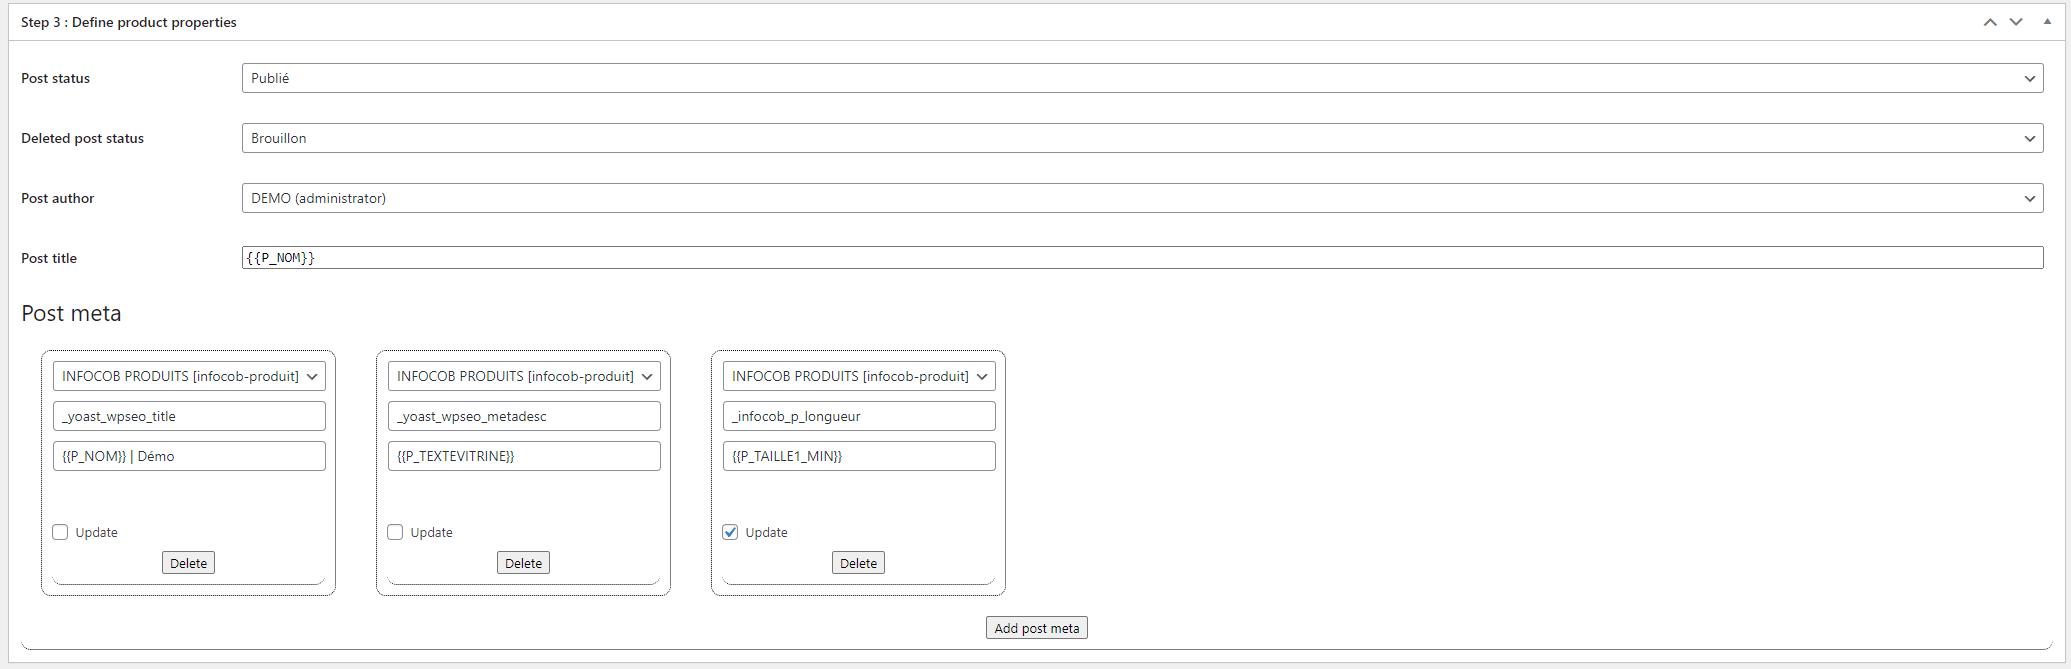 Step 3 : Define product properties
Post status
Publié
Deleted post status
Brouillon
Post author
DEMO (administrator)
Post title
{{P_NOM}}
Post meta
INFOCOB PRODUITS [infocob-produit]
_yoast_wpseo_title
{{P_NOM}} | Démo
Update
Delete
INFOCOB PRODUITS [infocob-produit]
_yoast_wpseo_metadesc
{{P_TEXTEVITRINE}}
Update
Delete
INFOCOB PRODUITS [infocob-produit]
_infocob_p_longueur
{{P_TAILLE1_MIN}}
Update
Delete
Add post meta